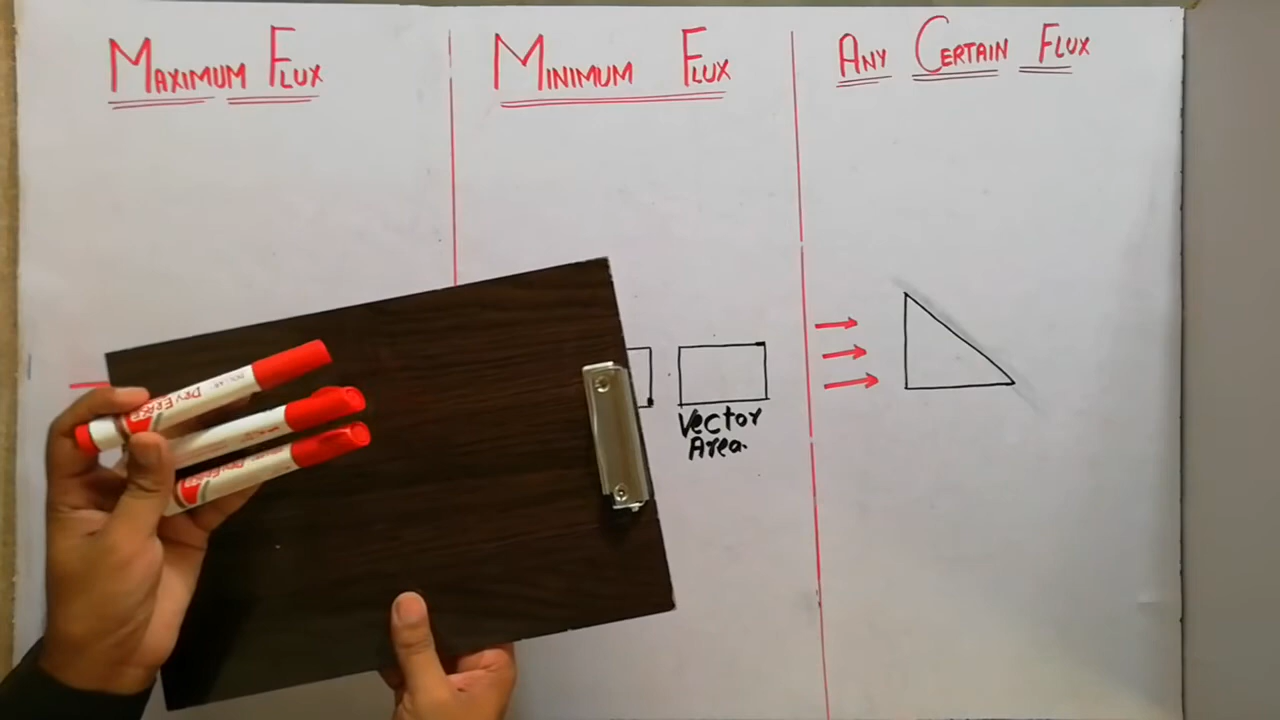 MAXIMUM FLUX
MINIMUM FLUX
ANY CERTAIN FLUX
Vector
Area.
DRY ERASE
DRY ERASE